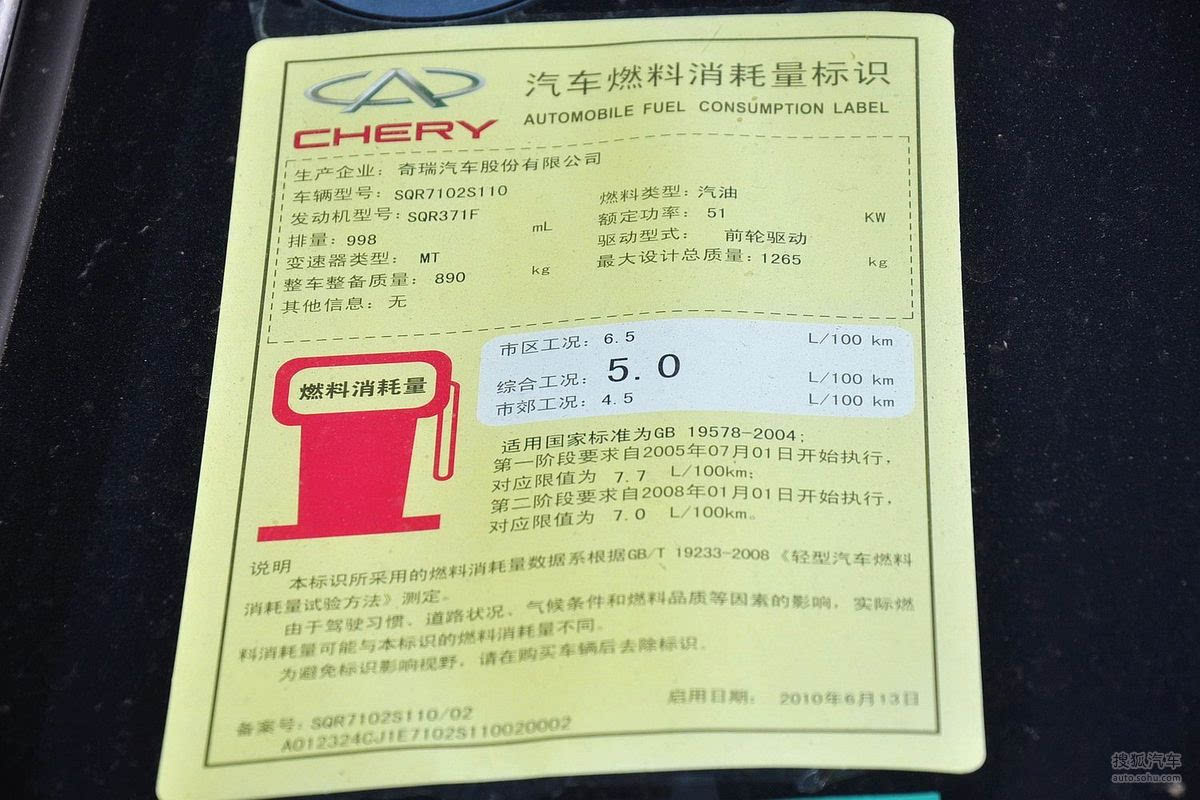 汽车燃料消耗量标识
CHERY
AUTOMOBILE FUEL CONSUMPTION LABEL
生产企业: 奇瑞汽车股份有限公司
车辆型号: SQR7102S110
燃料类型: 汽油
发动机型号: SQR371F
额定功率: 51 KW
排量: 998 mL
驱动型式: 前轮驱动
变速器类型: MT
最大设计总质量: 1265 kg
整车整备质量: 890 kg
其他信息: 无
燃料消耗量
市区工况: 6.5 L/100 km
综合工况: 5.0 L/100 km
市郊工况: 4.5 L/100 km
适用国家标准为GB 19578-2004;
第一阶段要求自2005年07月01日开始执行,
对应限值为 7.7 L/100km;
第二阶段要求自2008年01月01日开始执行,
对应限值为 7.0 L/100km。
说明
本标识所采用的燃料消耗量数据系根据GB/T 19233-2008《轻型汽车燃料
消耗量试验方法》测定。
由于驾驶习惯、道路状况、气候条件和燃料品质等因素的影响, 实际燃
料消耗量可能与本标识的燃料消耗量不同。
为避免标识影响视野, 请在购买车辆后去除标识。
启用日期: 2010年6月13日
备案号: SQR7102S110/02
A012324CJ1E7102S110020002
搜狐汽车
auto.sohu.com